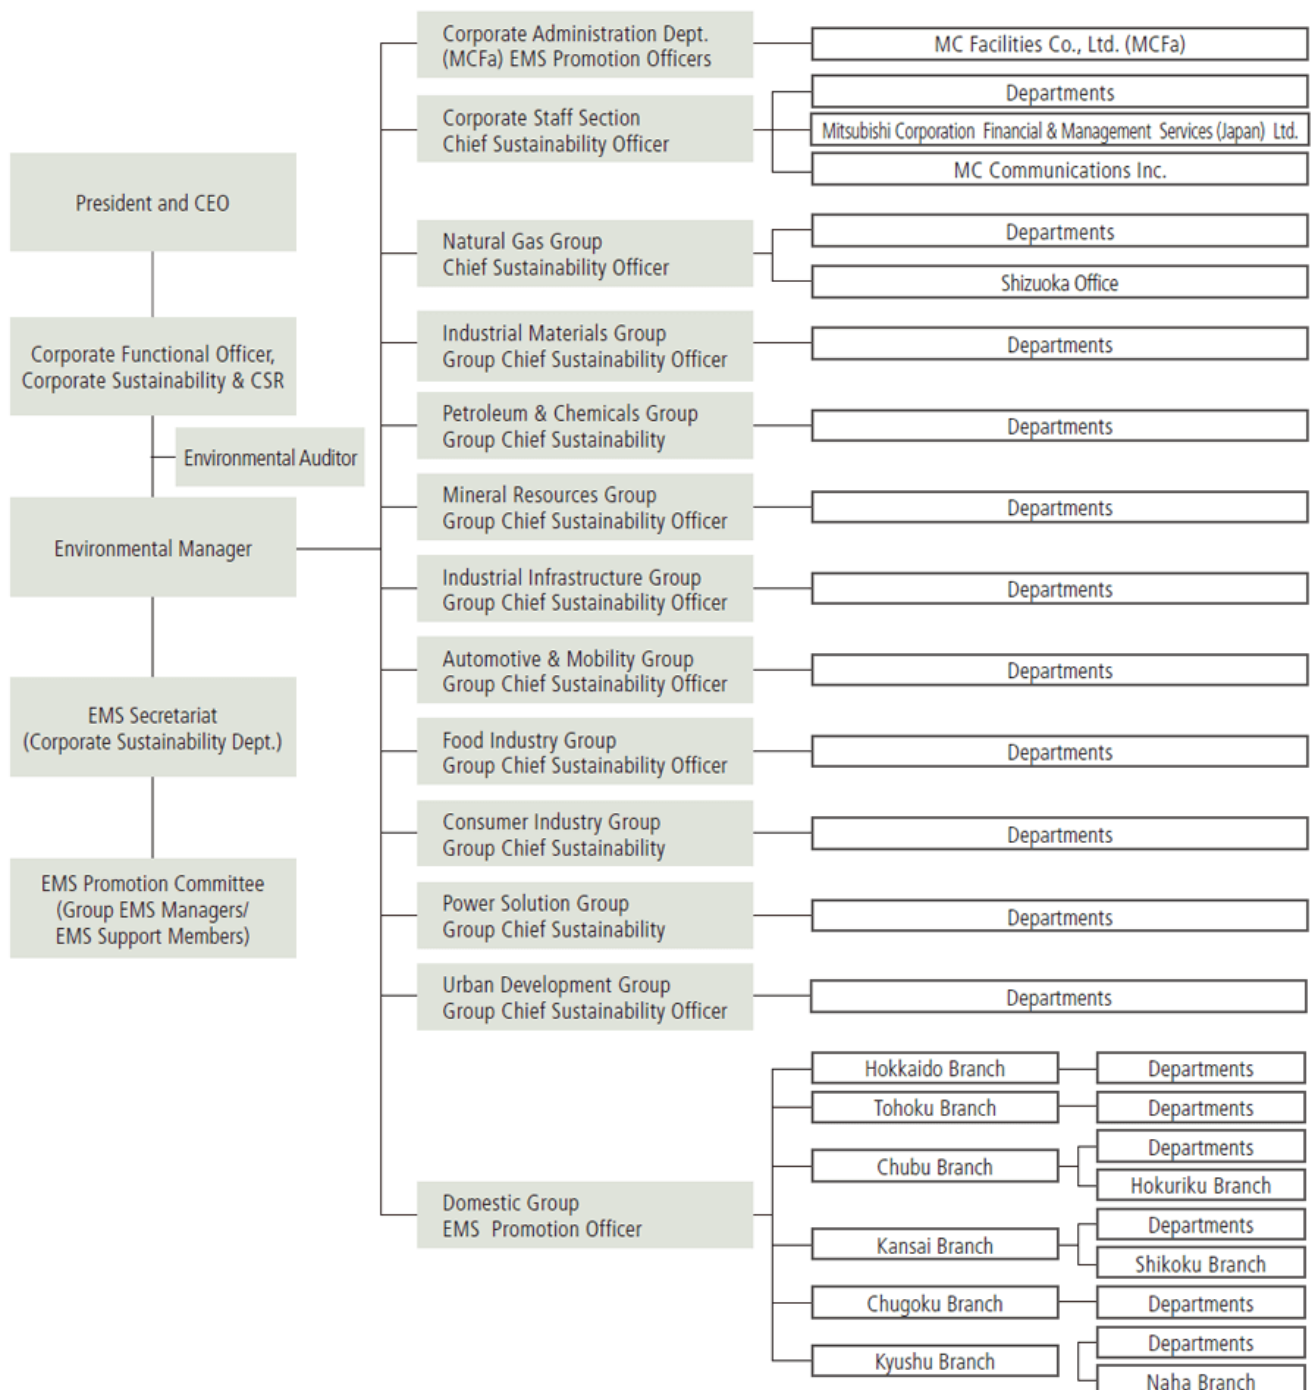 President and CEO
Corporate Functional Officer,
Corporate Sustainability & CSR
Environmental Auditor
Environmental Manager
EMS Secretariat
(Corporate Sustainability Dept.)
EMS Promotion Committee
(Group EMS Managers/
EMS Support Members)
Corporate Administration Dept.
(MCFa) EMS Promotion Officers
MC Facilities Co., Ltd. (MCFa)
Corporate Staff Section
Chief Sustainability Officer
Departments
Mitsubishi Corporation Financial & Management Services (Japan) Ltd.
MC Communications Inc.
Natural Gas Group
Chief Sustainability Officer
Departments
Shizuoka Office
Industrial Materials Group
Group Chief Sustainability Officer
Departments
Petroleum & Chemicals Group
Group Chief Sustainability
Departments
Mineral Resources Group
Group Chief Sustainability Officer
Departments
Industrial Infrastructure Group
Group Chief Sustainability Officer
Departments
Automotive & Mobility Group
Group Chief Sustainability Officer
Departments
Food Industry Group
Group Chief Sustainability Officer
Departments
Consumer Industry Group
Group Chief Sustainability
Departments
Power Solution Group
Group Chief Sustainability
Departments
Urban Development Group
Group Chief Sustainability Officer
Departments
Domestic Group
EMS Promotion Officer
Hokkaido Branch
Departments
Tohoku Branch
Departments
Chubu Branch
Departments
Hokuriku Branch
Kansai Branch
Departments
Shikoku Branch
Chugoku Branch
Departments
Kyushu Branch
Departments
Naha Branch